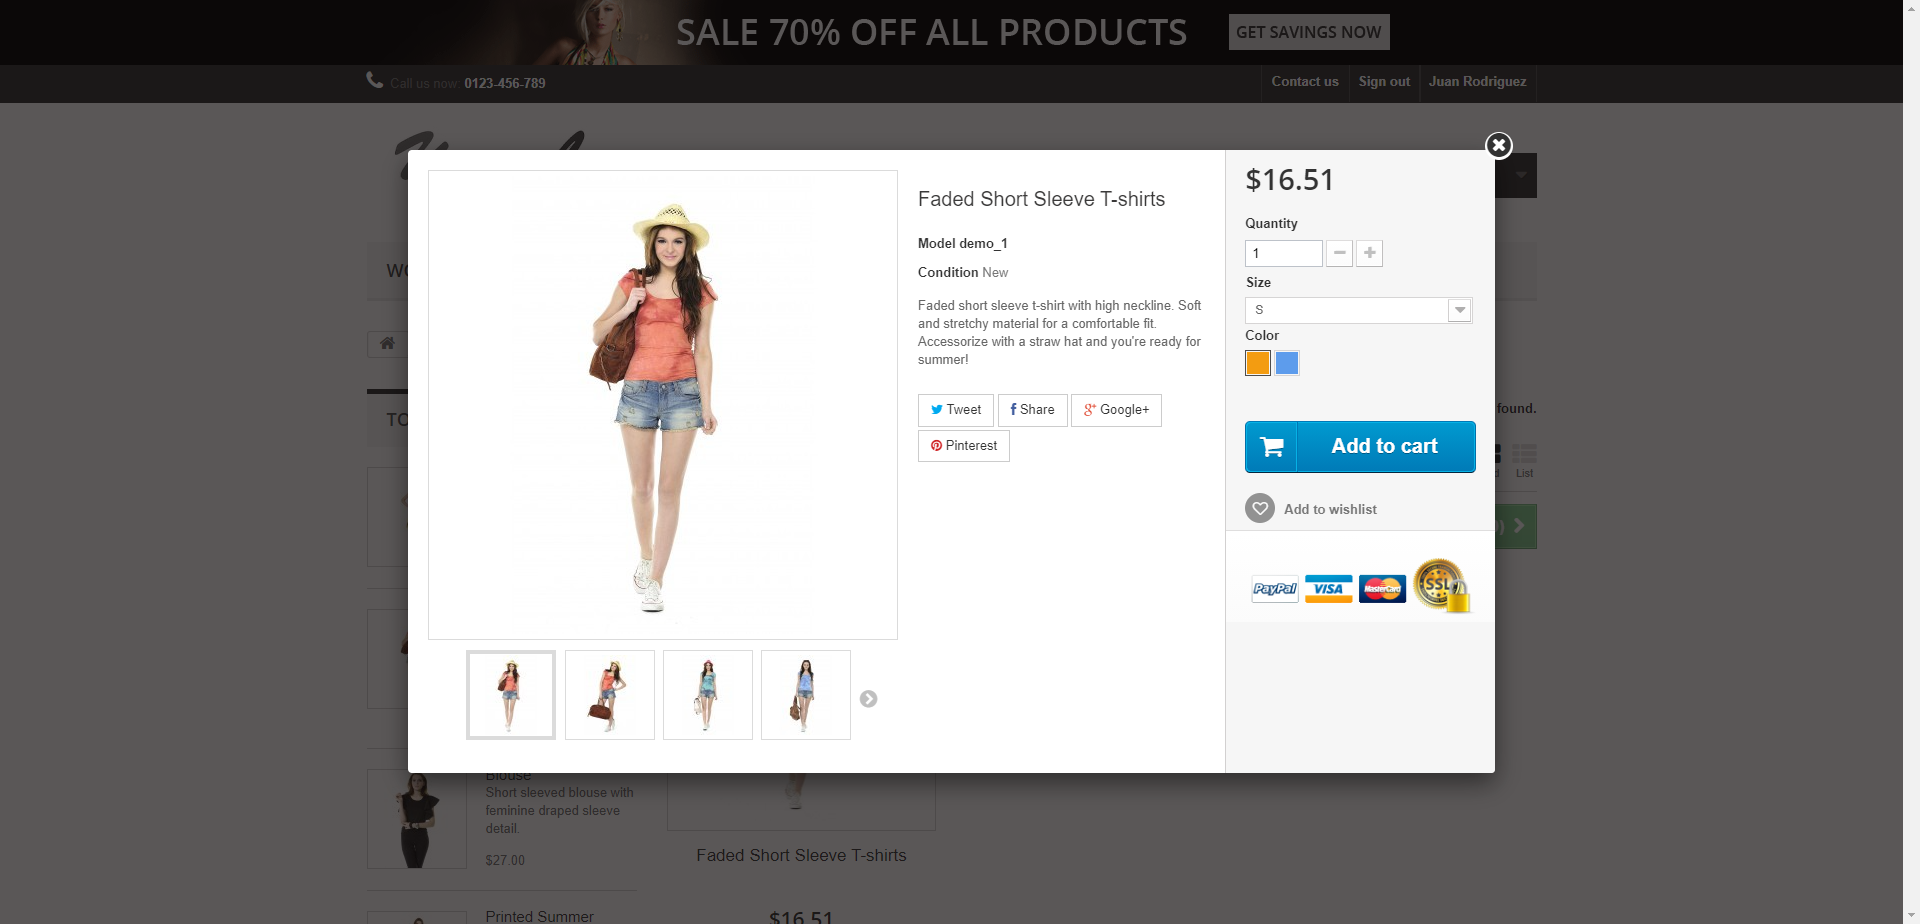 SALE 70% OFF ALL PRODUCTS
GET SAVINGS NOW
Call us now: 0123-456-789
Contact us
Sign out
Juan Rodriguez
$16.51
Faded Short Sleeve T-shirts
Model demo_1
Condition New
Faded short sleeve t-shirt with high neckline. Soft
and stretchy material for a comfortable fit.
Accessorize with a straw hat and you're ready for
summer!
Tweet
Share
Google+
Pinterest
Quantity
1
Size
S
Color
Add to cart
Add to wishlist
PayPal
VISA
MasterCard
SSL
found.
List
Blouse
Short sleeved blouse with
feminine draped sleeve
detail.
$27.00
Printed Summer
Faded Short Sleeve T-shirts
$16.51